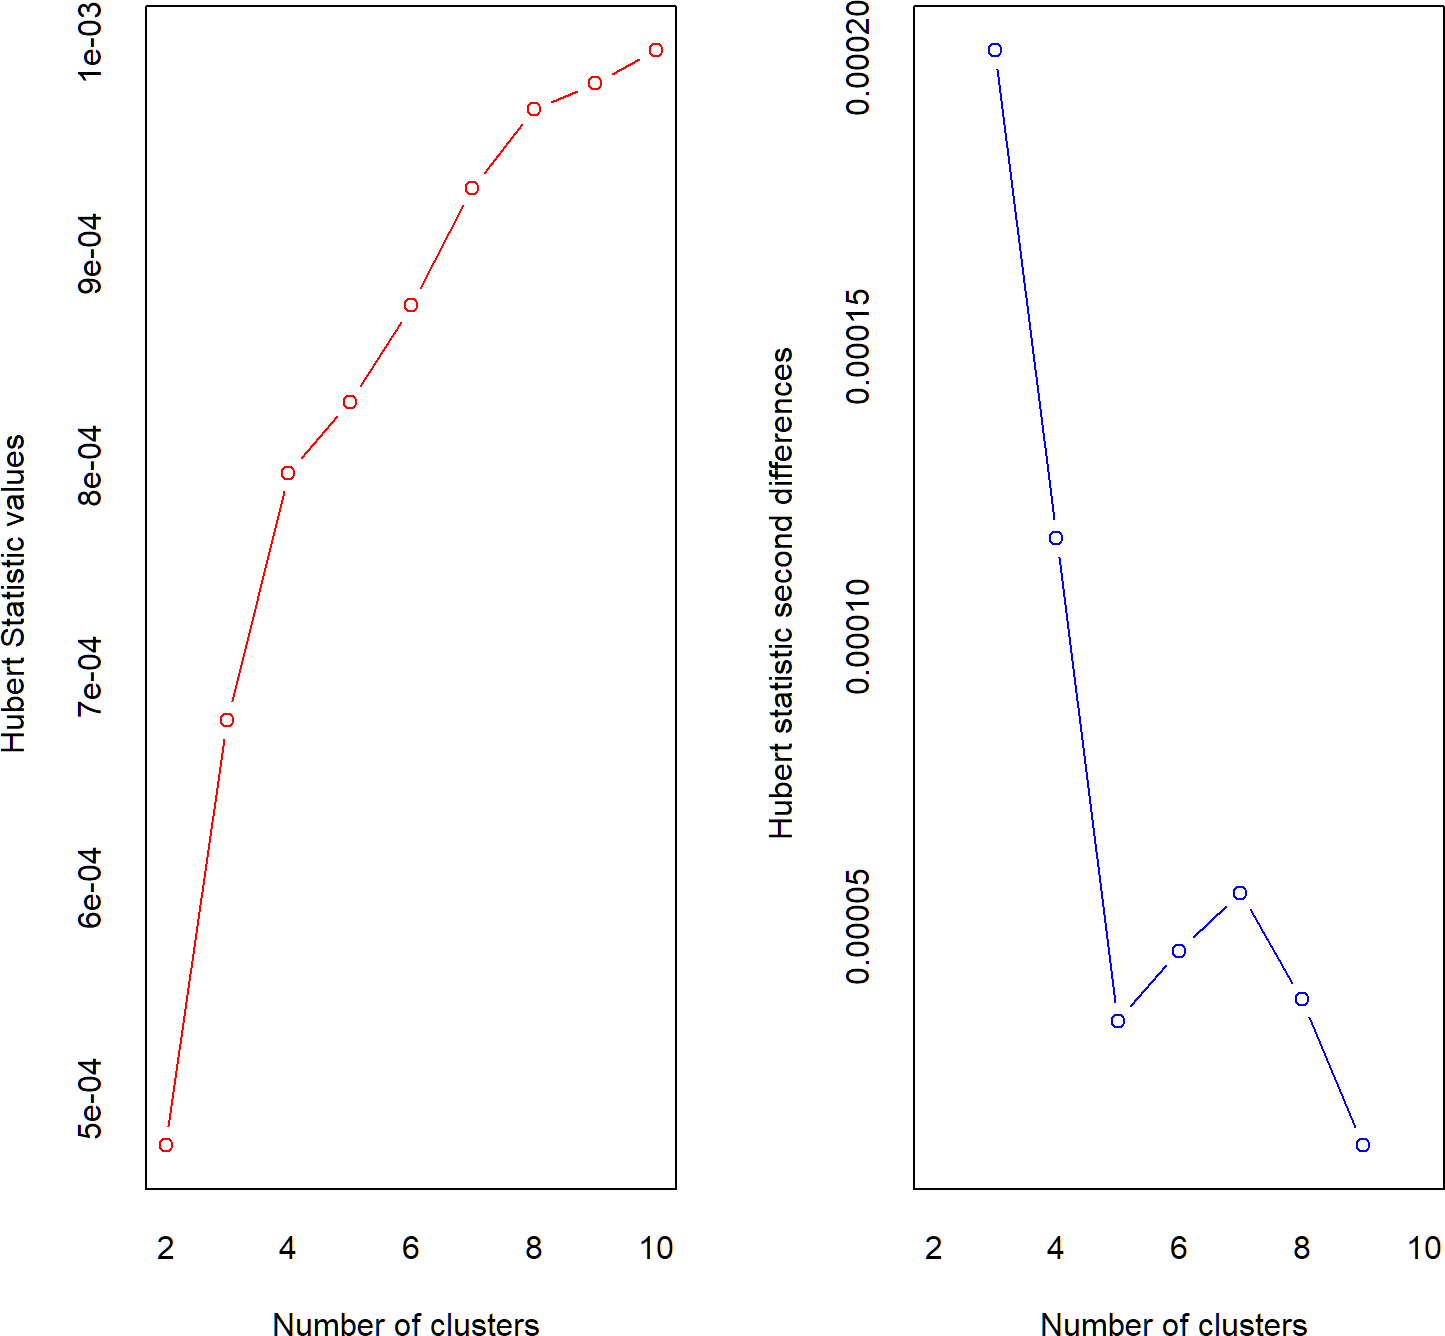 Hubert Statistic values
1e-03
9e-04
8e-04
7e-04
6e-04
5e-04
2 4 6 8 10
Number of clusters
Hubert statistic second differences
0.00020
0.00015
0.00010
0.00005
2 4 6 8 10
Number of clusters